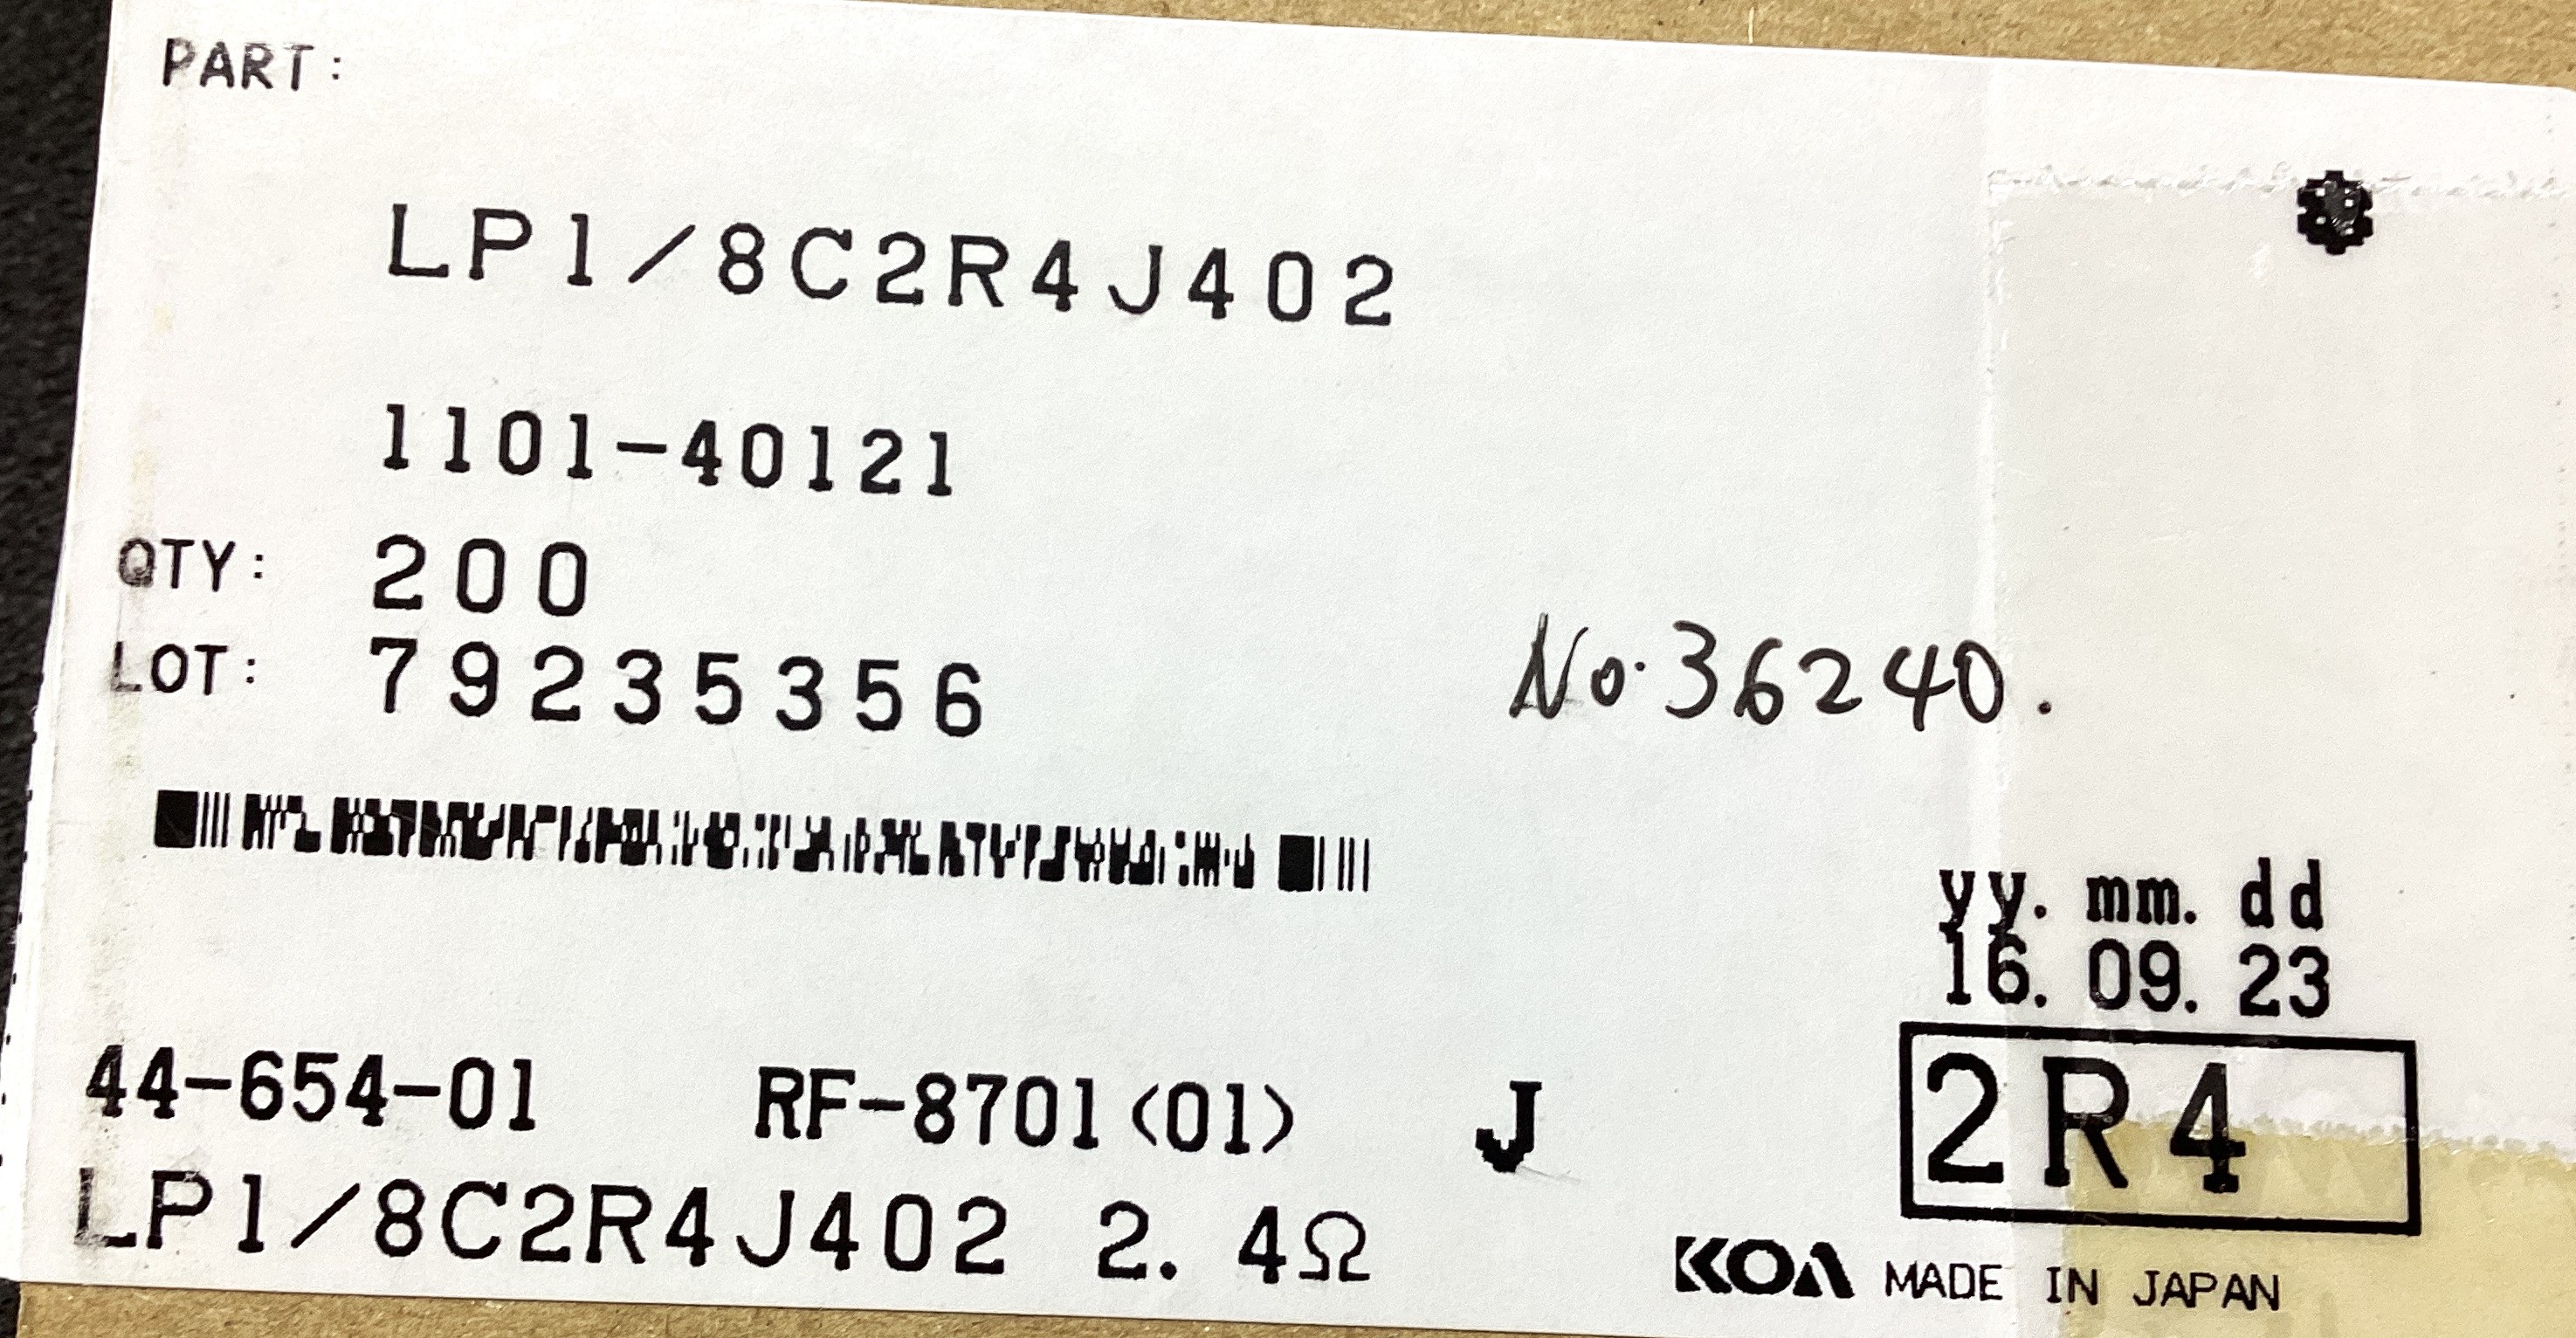 PART:
LP1/8C2R4J402
1101-40121
QTY: 200
LOT: 79235356
No.36240.
yy. mm. dd
16. 09. 23
44-654-01 RF-8701(01) J 2R4
LP1/8C2R4J402 2.4Ω
KOA MADE IN JAPAN